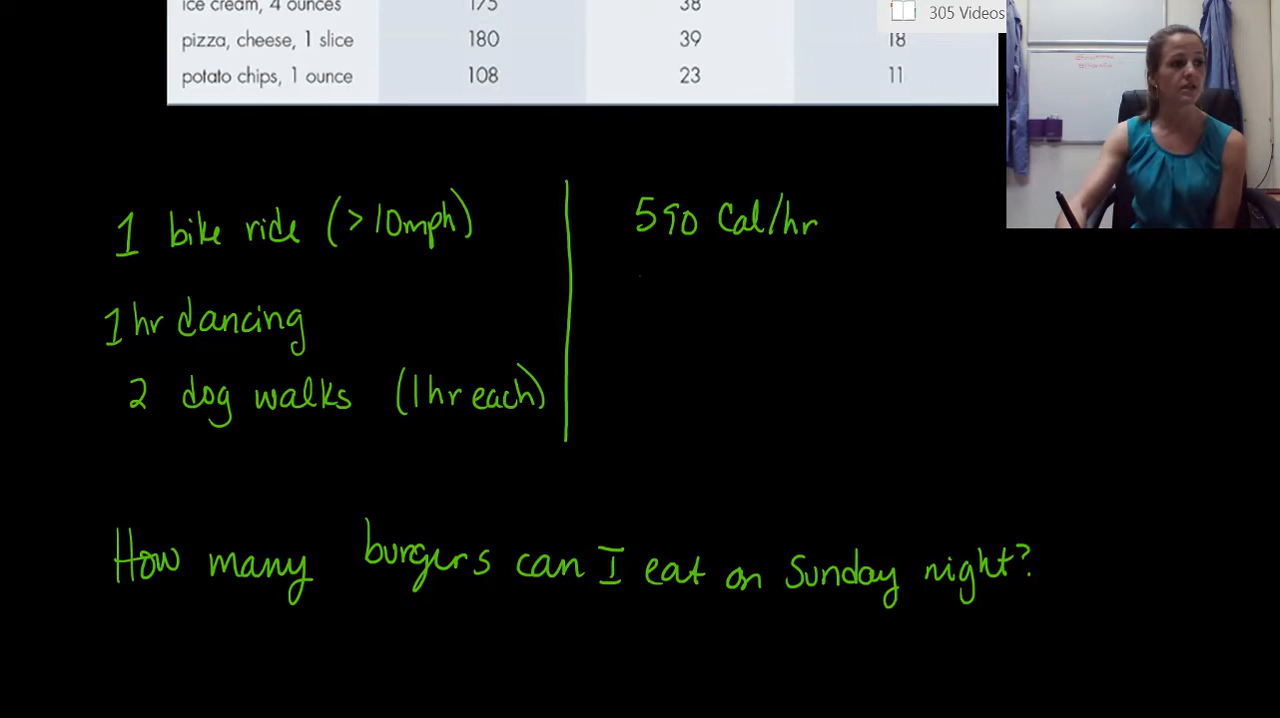 ice cream, 4 ounces 175 38
305 Videos
pizza, cheese, 1 slice 180 39 18
potato chips, 1 ounce 108 23 11
1 bike ride (>10mph) 590 Cal/hr
1 hr dancing
2 dog walks (1 hr each)
How many burgers can I eat on Sunday night?